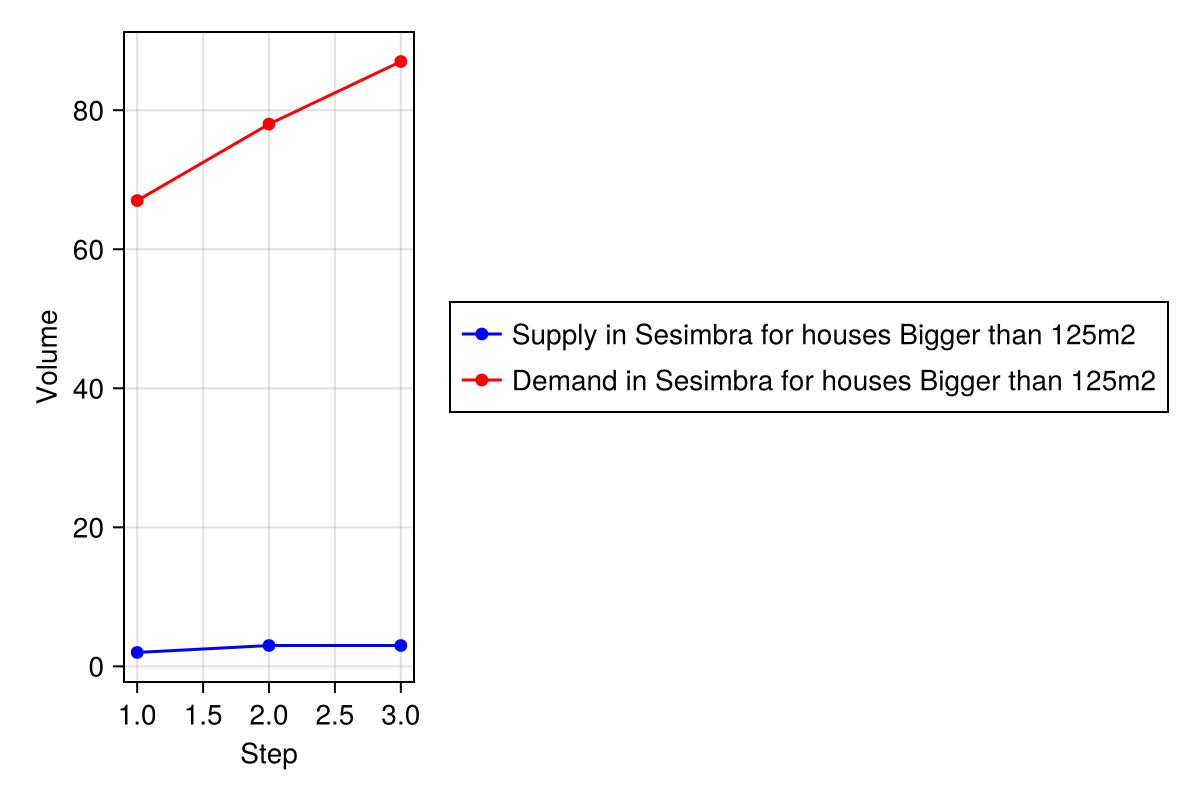 80
60
40
20
0
Volume
1.0 1.5 2.0 2.5 3.0
Step
Supply in Sesimbra for houses Bigger than 125m2
Demand in Sesimbra for houses Bigger than 125m2